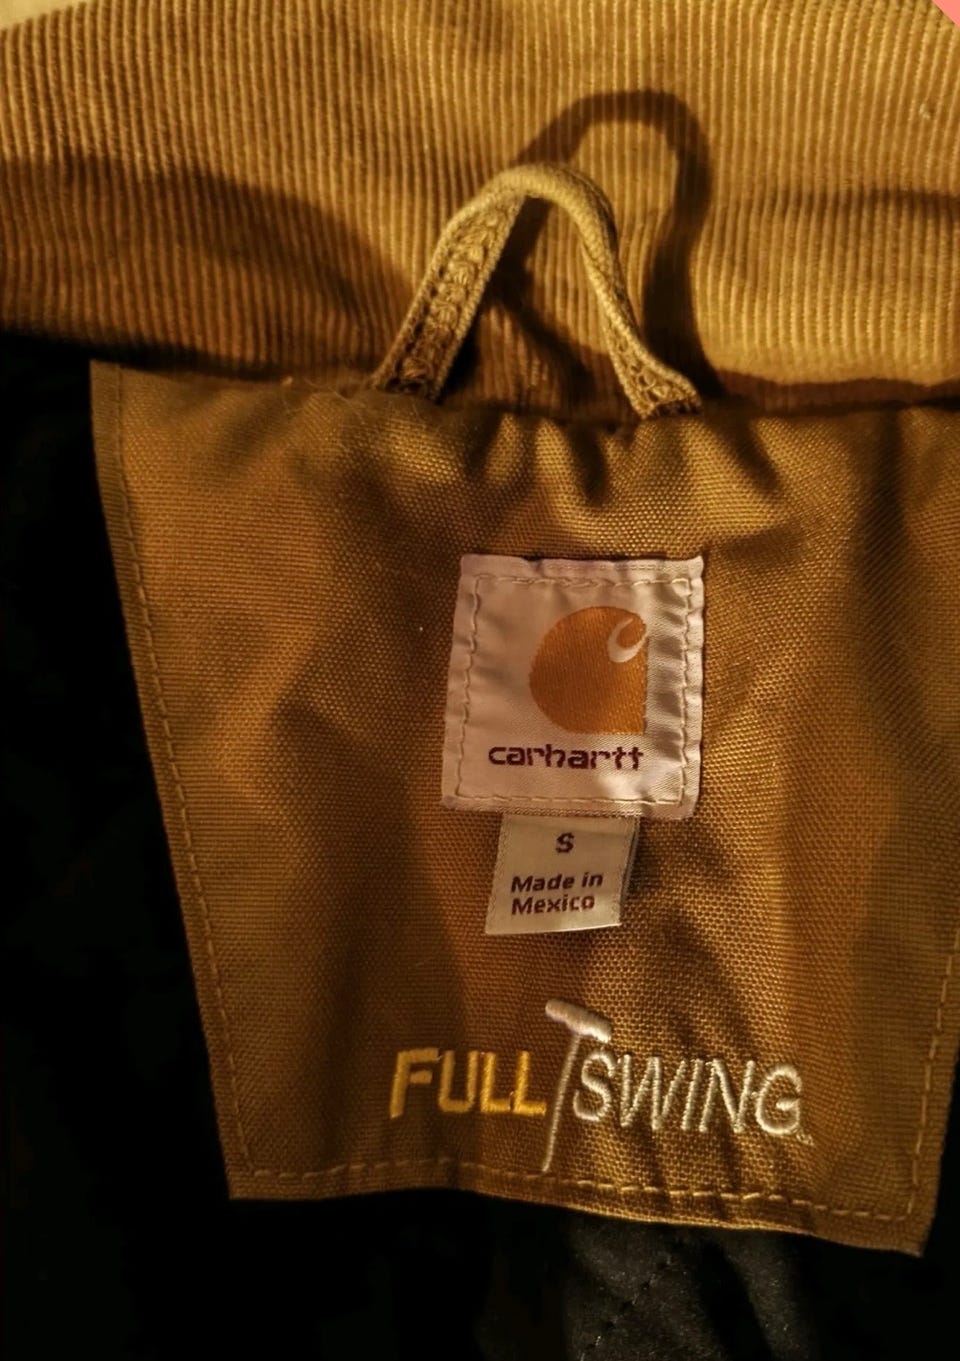 carhartt
S
Made in
Mexico
FULL SWING